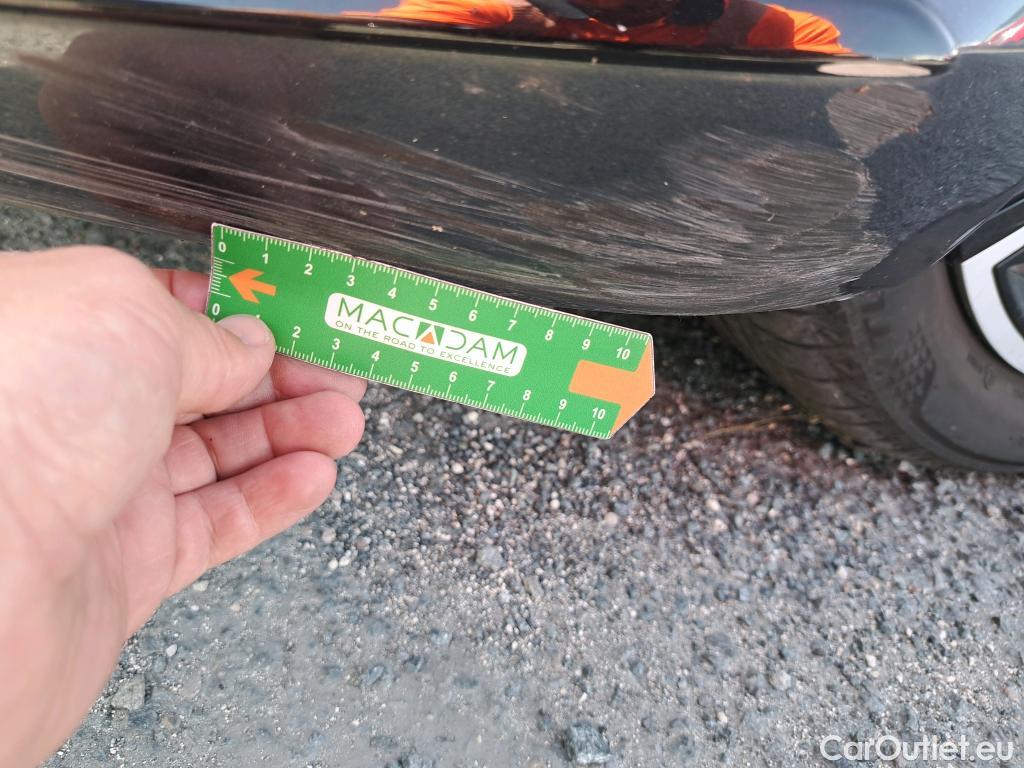 0 1 2 3 4 5 6 7 8 9 10
MACADAM
ON THE ROAD TO EXCELLENCE
0 1 2 3 4 5 6 7 8 9 10
CarOutlet.eu